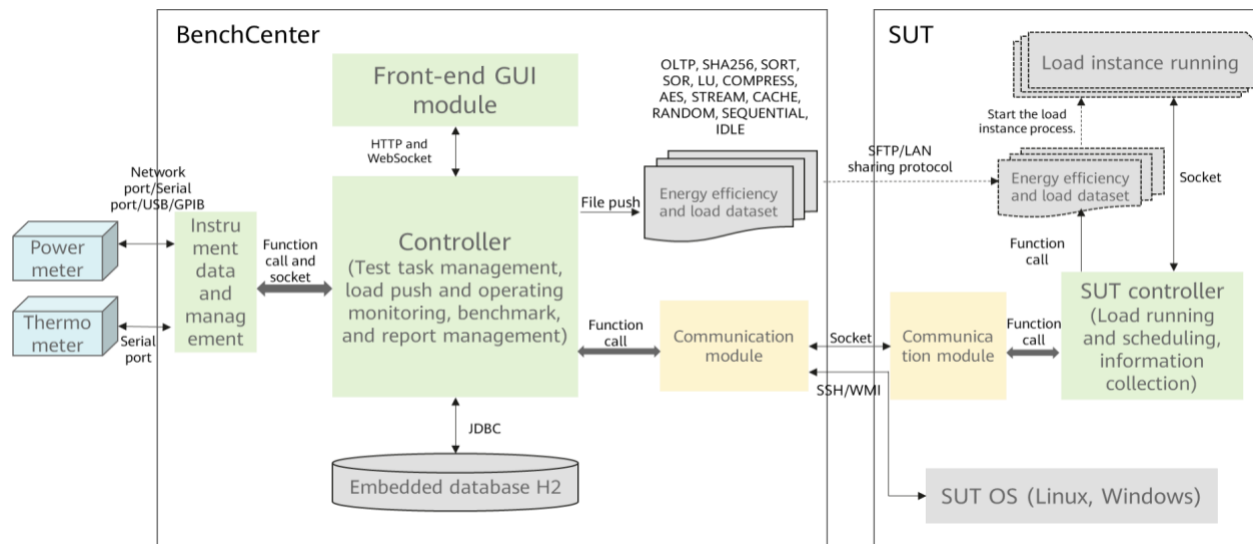 BenchCenter
SUT
Front-end GUI
module
HTTP and
WebSocket
OLTP, SHA256, SORT,
SOR, LU, COMPRESS,
AES, STREAM, CACHE,
RANDOM, SEQUENTIAL,
IDLE
Load instance running
Start the load
instance process.
SFTP/LAN
sharing protocol
Socket
Network
port/Serial
port/USB/GPIB
Power
meter
Thermo
meter
Serial
port
Instru
ment
data
and
manag
ement
Function
call and
socket
Controller
(Test task management,
load push and operating
monitoring, benchmark,
and report management)
File push
Energy efficiency
and load dataset
Energy efficiency
and load dataset
Function
call
Function
call
Communication
module
Socket
SSH/WMI
Communica
tion module
Function
call
SUT controller
(Load running
and scheduling,
information
collection)
JDBC
Embedded database H2
SUT OS (Linux, Windows)